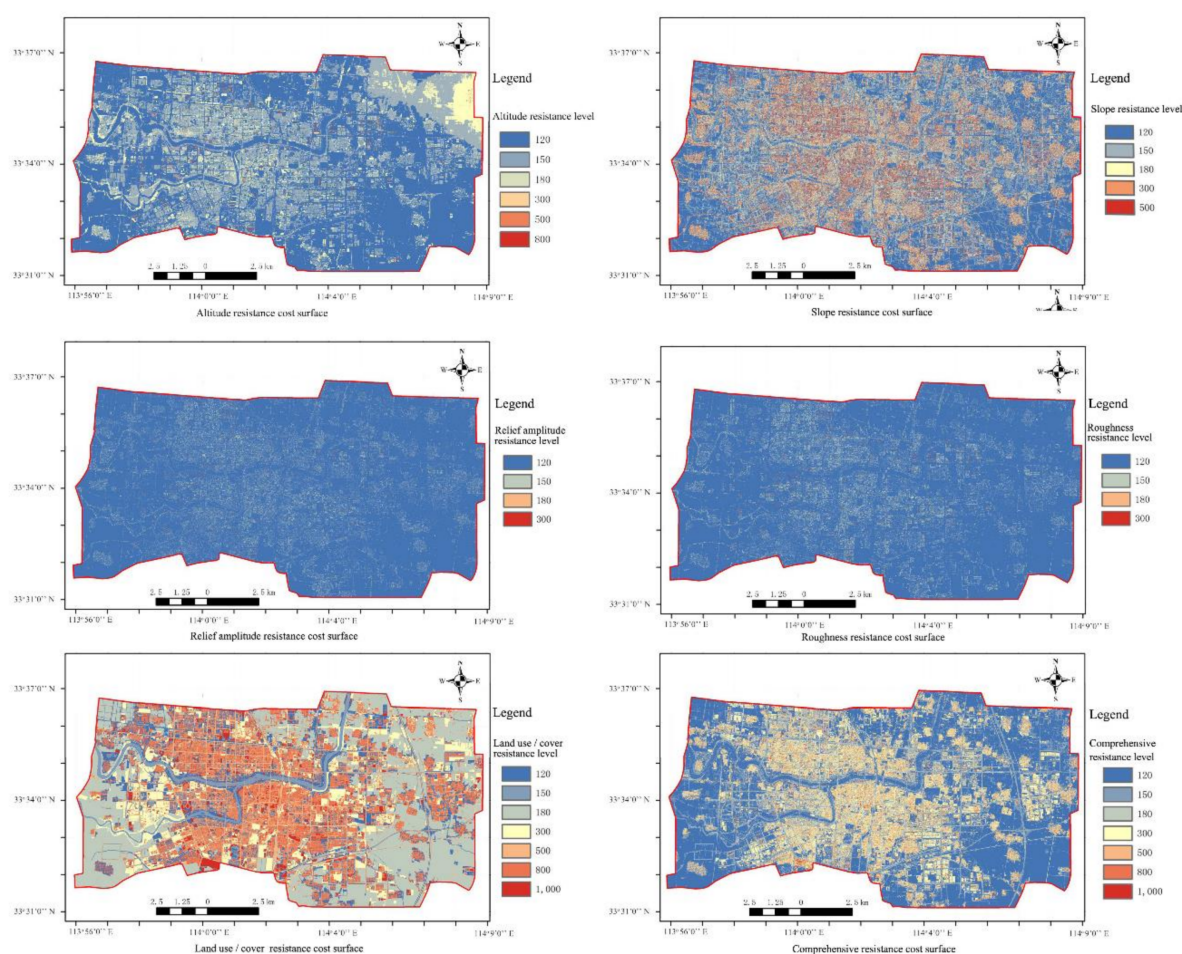 N
W E
S
33°37′0″ N
33°34′0″ N
33°31′0″ N
Legend
Altitude resistance level
120
150
180
300
500
800
2.5 1.25 0 2.5 km
113°56′0″ E 114°0′0″ E 114°4′0″ E 114°9′0″ E
Altitude resistance cost surface
N
W E
S
33°37′0″ N
33°34′0″ N
33°31′0″ N
Legend
Slope resistance level
120
150
180
300
500
2.5 1.25 0 2.5 km
113°56′0″ E 114°0′0″ E 114°4′0″ E 114°9′0″ E
Slope resistance cost surface
N
W E
S
33°37′0″ N
33°34′0″ N
33°31′0″ N
Legend
Relief amplitude
resistance level
120
150
180
300
2.5 1.25 0 2.5 km
113°56′0″ E 114°0′0″ E 114°4′0″ E 114°9′0″ E
Relief amplitude resistance cost surface
N
N
W E
S
33°37′0″ N
33°34′0″ N
33°31′0″ N
Legend
Roughness
resistance level
120
150
180
300
2.5 1.25 0 2.5 km
113°56′0″ E 114°0′0″ E 114°4′0″ E 114°9′0″ E
Roughness resistance cost surface
N
W E
S
33°37′0″ N
33°34′0″ N
33°31′0″ N
Legend
Land use / cover
resistance level
120
150
180
300
500
800
1,000
2.5 1.25 0 2.5 km
113°56′0″ E 114°0′0″ E 114°4′0″ E 114°9′0″ E
Land use / cover resistance cost surface
N
W E
S
33°37′0″ N
33°34′0″ N
33°31′0″ N
Legend
Comprehensive
resistance level
120
150
180
300
500
800
1,000
2.5 1.25 0 2.5 km
113°56′0″ E 114°0′0″ E 114°4′0″ E 114°9′0″ E
Comprehensive resistance cost surface